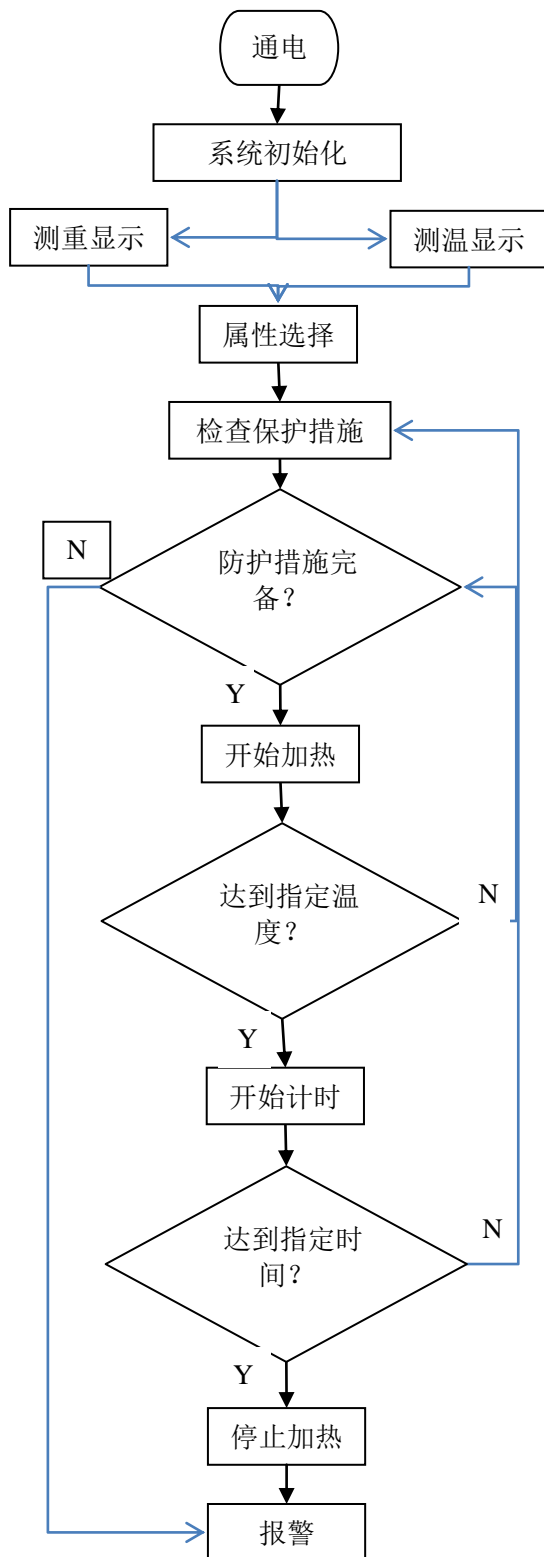 通电
系统初始化
测重显示
测温显示
属性选择
检查保护措施
N
防护措施完
备？
Y
开始加热
达到指定温
度？
N
Y
开始计时
达到指定时
间？
N
Y
停止加热
报警